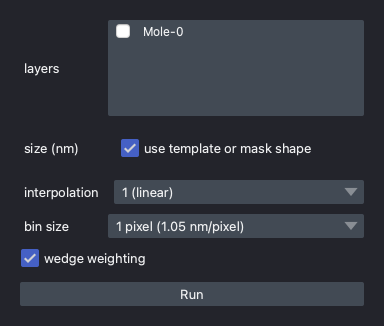 layers
Mole-0
size (nm)
use template or mask shape
interpolation
1 (linear)
bin size
1 pixel (1.05 nm/pixel)
wedge weighting
Run